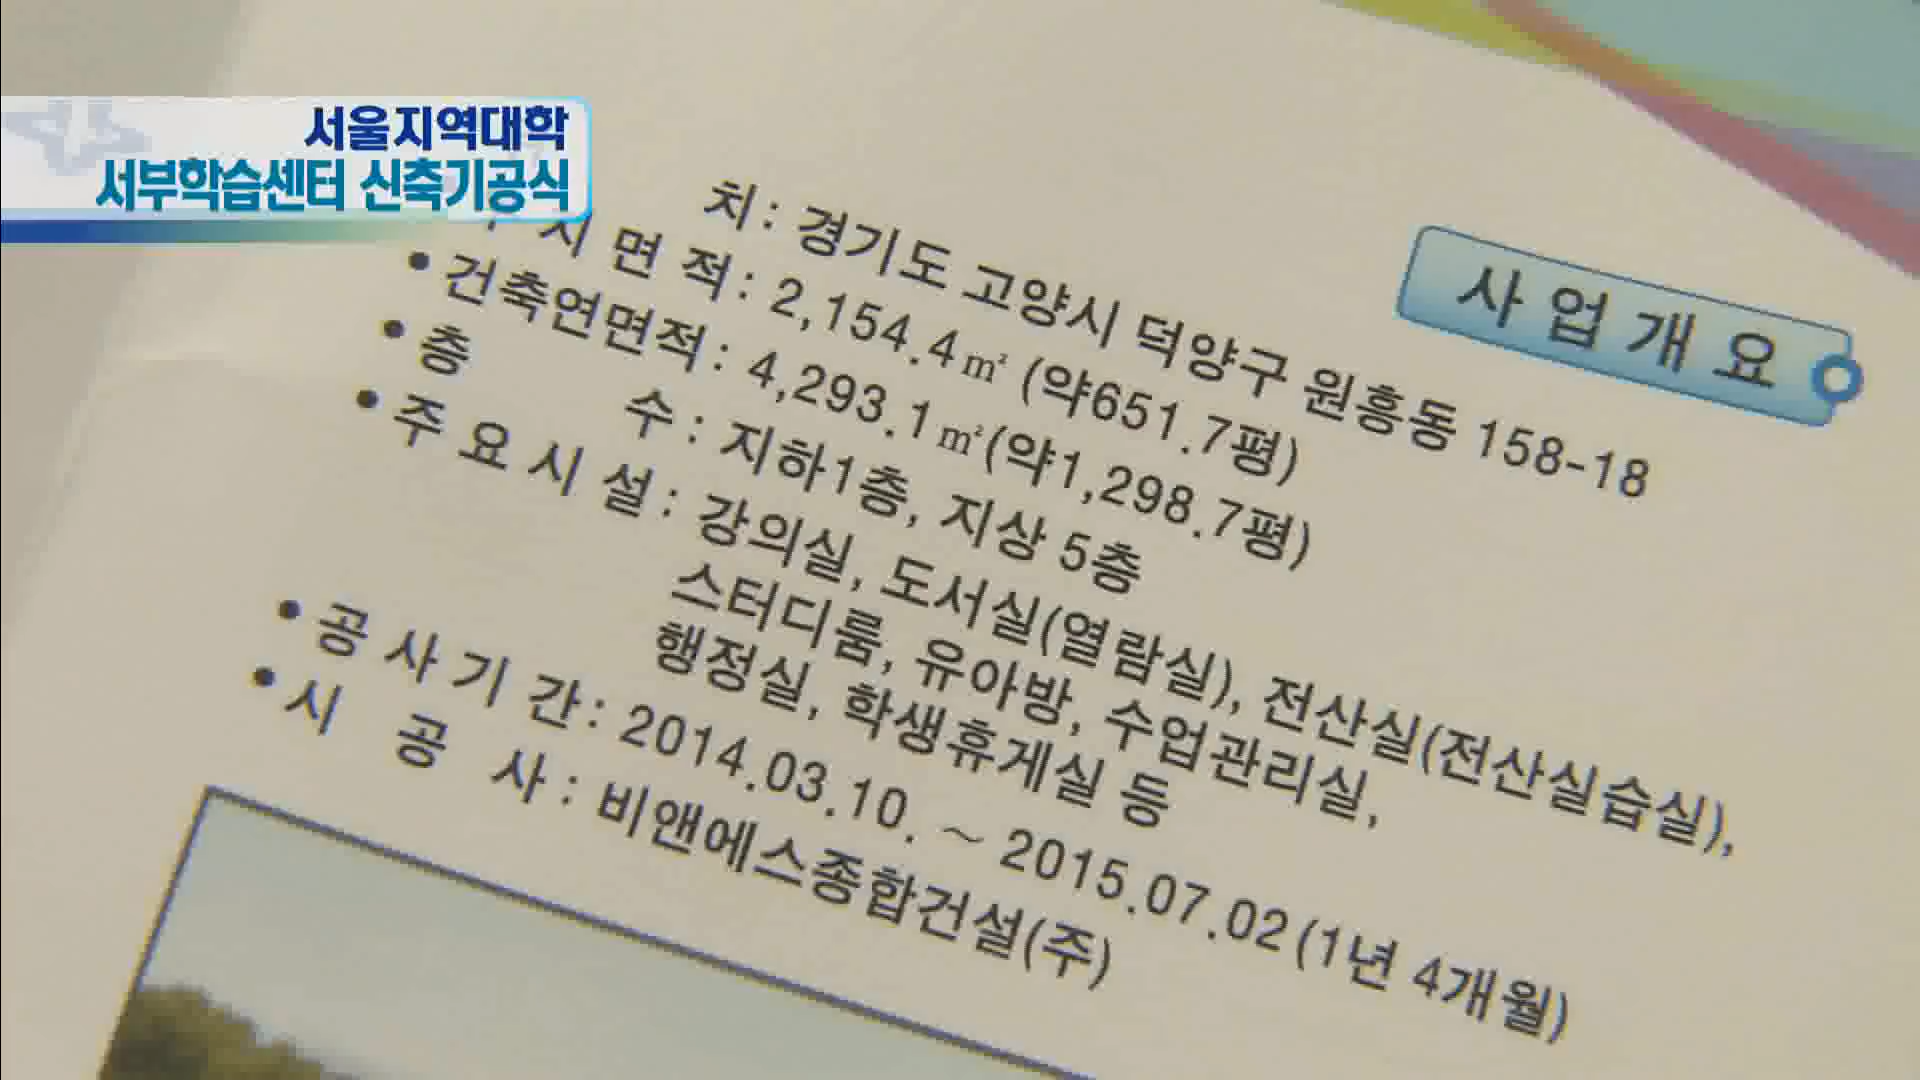 서울지역대학
서부학습센터 신축기공식
사업개요
치: 경기도 고양시 덕양구 원흥동 158-18
지 면 적: 2,154.4㎡ (약651.7평)
• 건축연면적: 4,293.1㎡(약1,298.7평)
• 층 수: 지하1층, 지상 5층
• 주 요 시 설: 강의실, 도서실(열람실), 전산실(전산실습실),
스터디룸, 유아방, 수업관리실,
행정실, 학생휴게실 등
• 공 사 기 간: 2014.03.10. ~ 2015.07.02(1년 4개월)
• 시 공 사: 비앤에스종합건설(주)